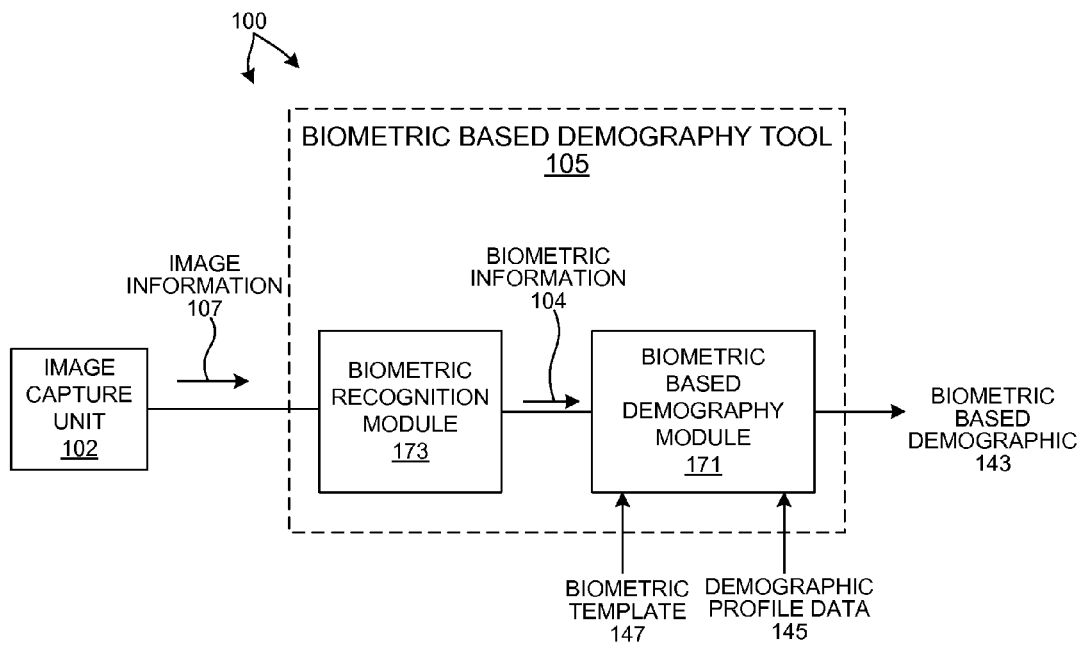 100
BIOMETRIC BASED DEMOGRAPHY TOOL
105
IMAGE
INFORMATION
107
BIOMETRIC
INFORMATION
104
IMAGE
CAPTURE
UNIT
102
BIOMETRIC
RECOGNITION
MODULE
173
BIOMETRIC
BASED
DEMOGRAPHY
MODULE
171
BIOMETRIC
BASED
DEMOGRAPHIC
143
BIOMETRIC
TEMPLATE
147
DEMOGRAPHIC
PROFILE DATA
145